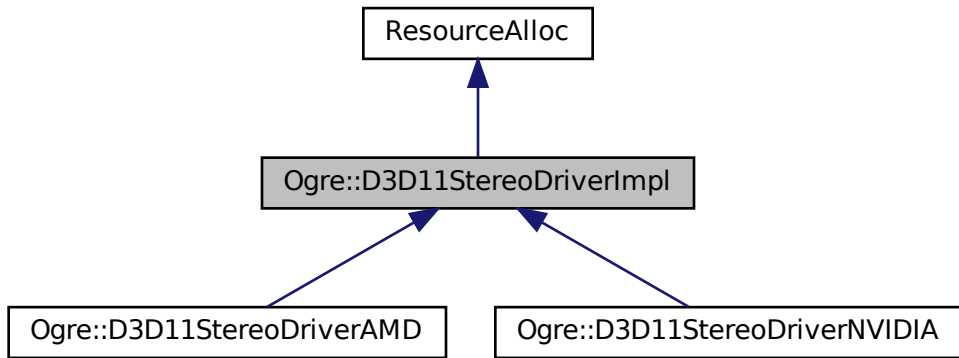 ResourceAlloc
Ogre::D3D11StereoDriverImpl
Ogre::D3D11StereoDriverAMD
Ogre::D3D11StereoDriverNVIDIA